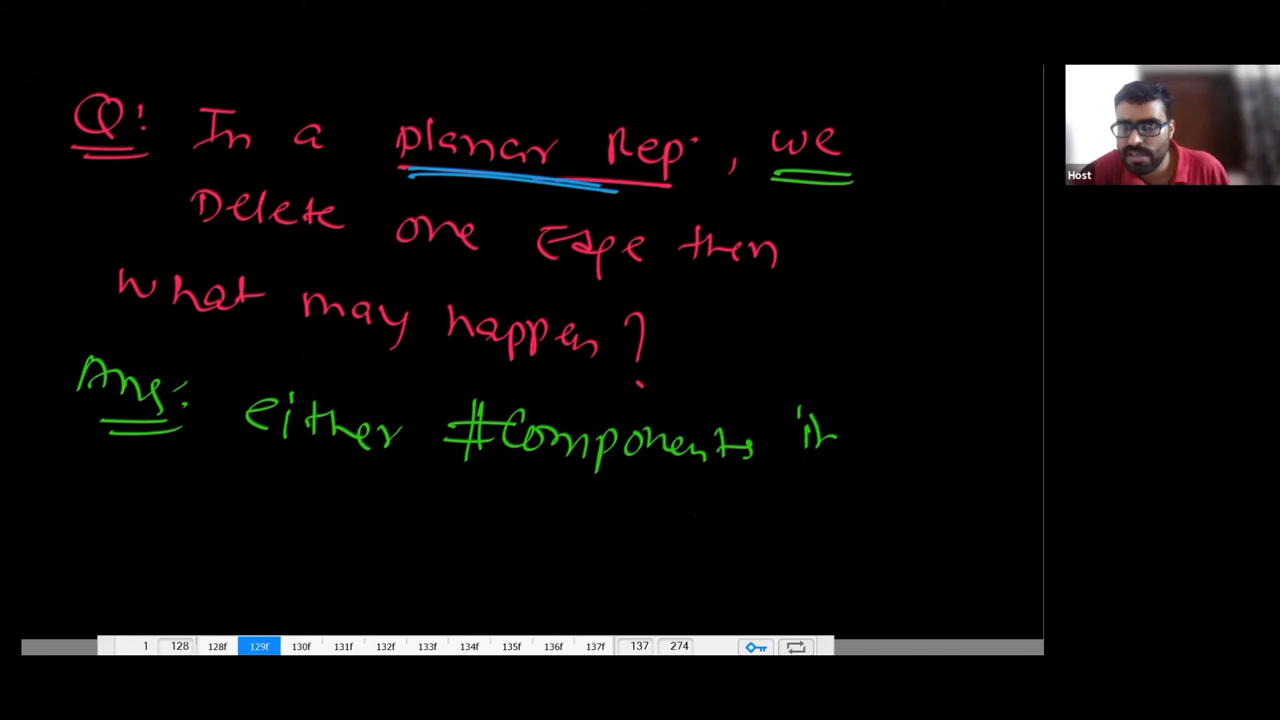 Q: In a planar Rep., we
Delete one Edge then
what may happen?
Ans: either #Components in
Host
1 128 128f 129f 130f 131f 132f 133f 134f 135f 136f 137f 137 274